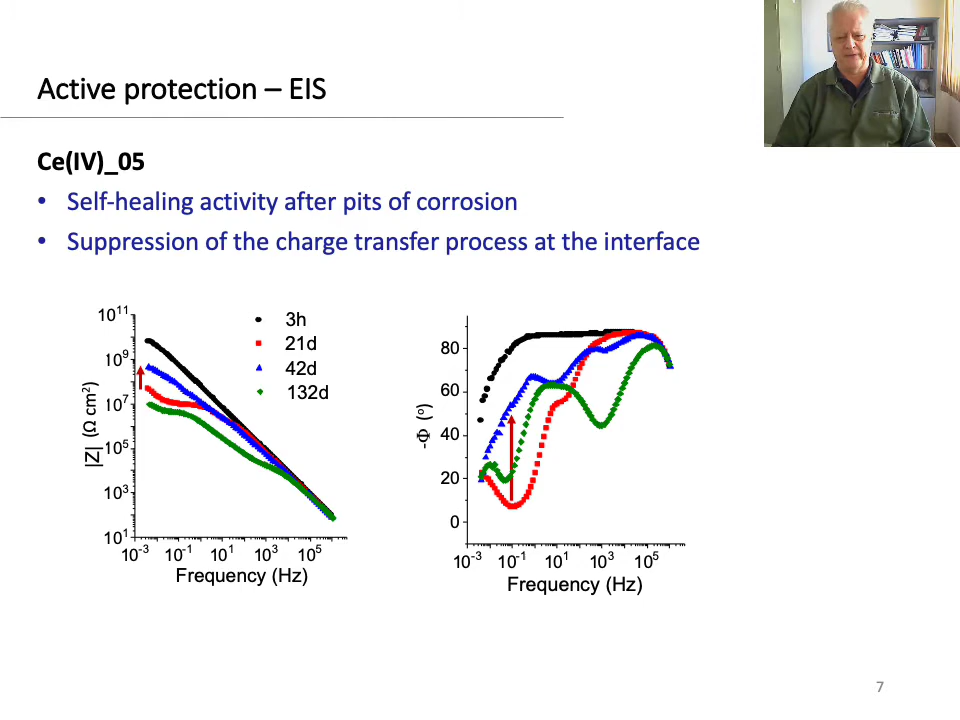 Active protection – EIS
Ce(IV)_05
• Self-healing activity after pits of corrosion
• Suppression of the charge transfer process at the interface
|Z| (Ω cm²)
10¹¹
10⁹
10⁷
10⁵
10³
10¹
3h
21d
42d
132d
10⁻³ 10⁻¹ 10¹ 10³ 10⁵
Frequency (Hz)
-Φ (°)
80
60
40
20
0
10⁻³ 10⁻¹ 10¹ 10³ 10⁵
Frequency (Hz)
7